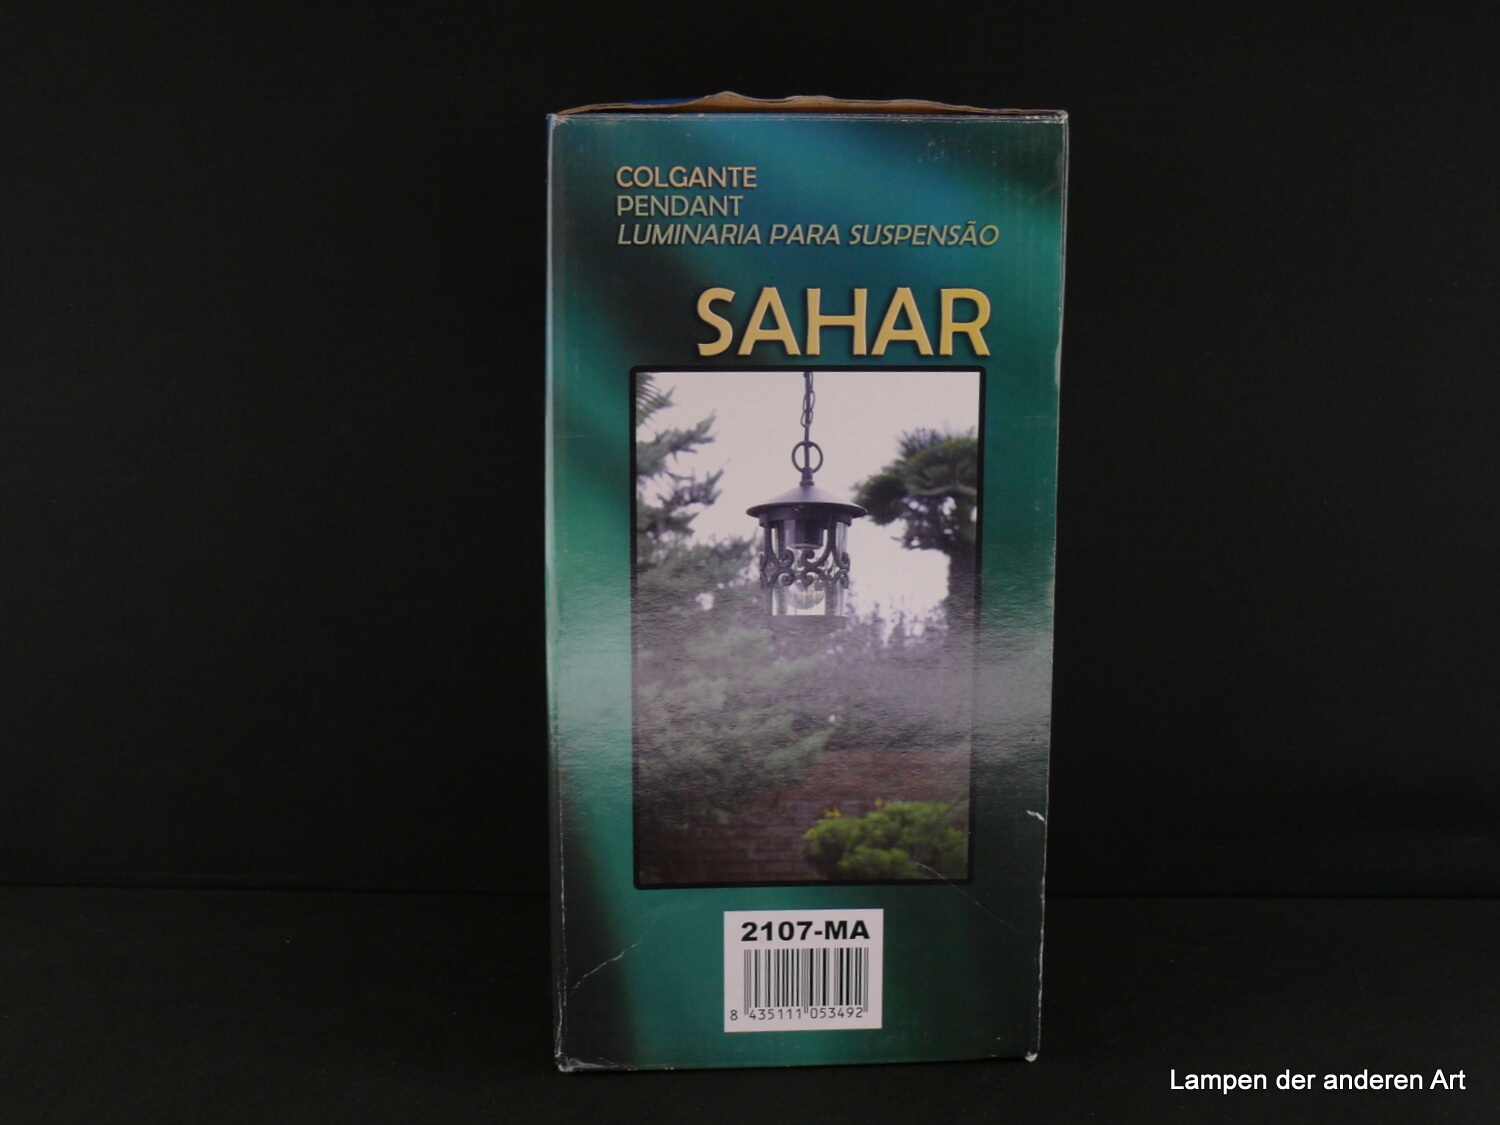 COLGANTE
PENDANT
LUMINARIA PARA SUSPENSÃO
SAHAR
2107-MA
8 435111 053492
Lampen der anderen Art